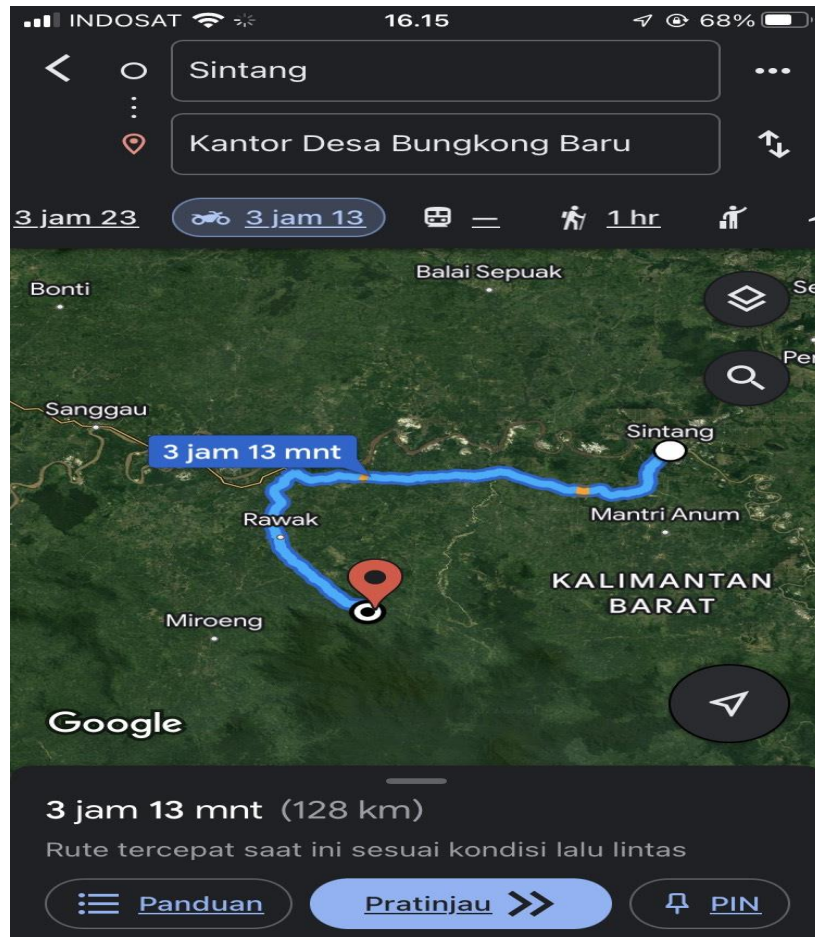 INDOSAT 16.15 68%
Sintang
Kantor Desa Bungkong Baru
3 jam 23 3 jam 13 — 1 hr
Balai Sepuak
Bonti
Se
Per
Sanggau
Sintang
3 jam 13 mnt
Rawak
Mantri Anum
KALIMANTAN
BARAT
Miroeng
Google
3 jam 13 mnt (128 km)
Rute tercepat saat ini sesuai kondisi lalu lintas
Panduan Pratinjau PIN